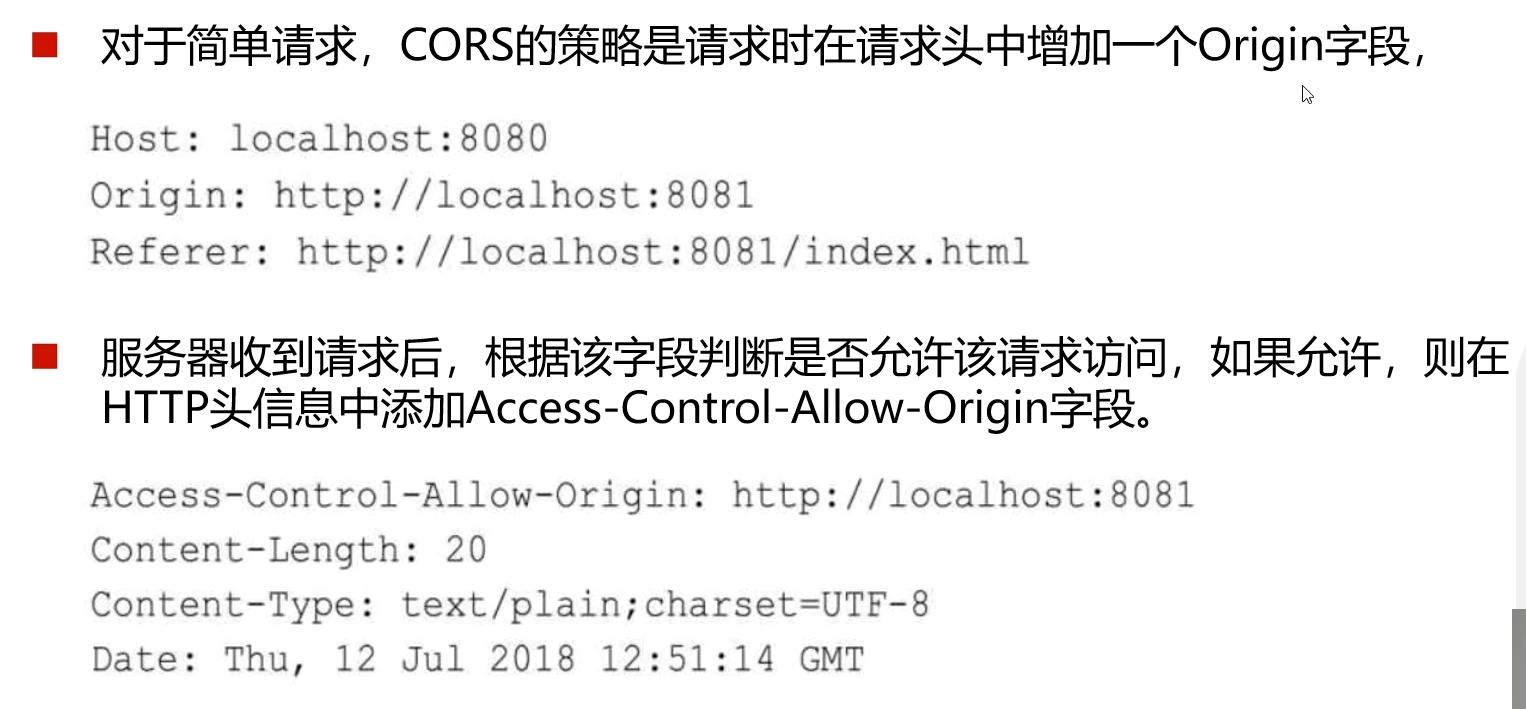 对于简单请求，CORS的策略是请求时在请求头中增加一个Origin字段，
Host: localhost:8080
Origin: http://localhost:8081
Referer: http://localhost:8081/index.html
服务器收到请求后，根据该字段判断是否允许该请求访问，如果允许，则在
HTTP头信息中添加Access-Control-Allow-Origin字段。
Access-Control-Allow-Origin: http://localhost:8081
Content-Length: 20
Content-Type: text/plain;charset=UTF-8
Date: Thu, 12 Jul 2018 12:51:14 GMT